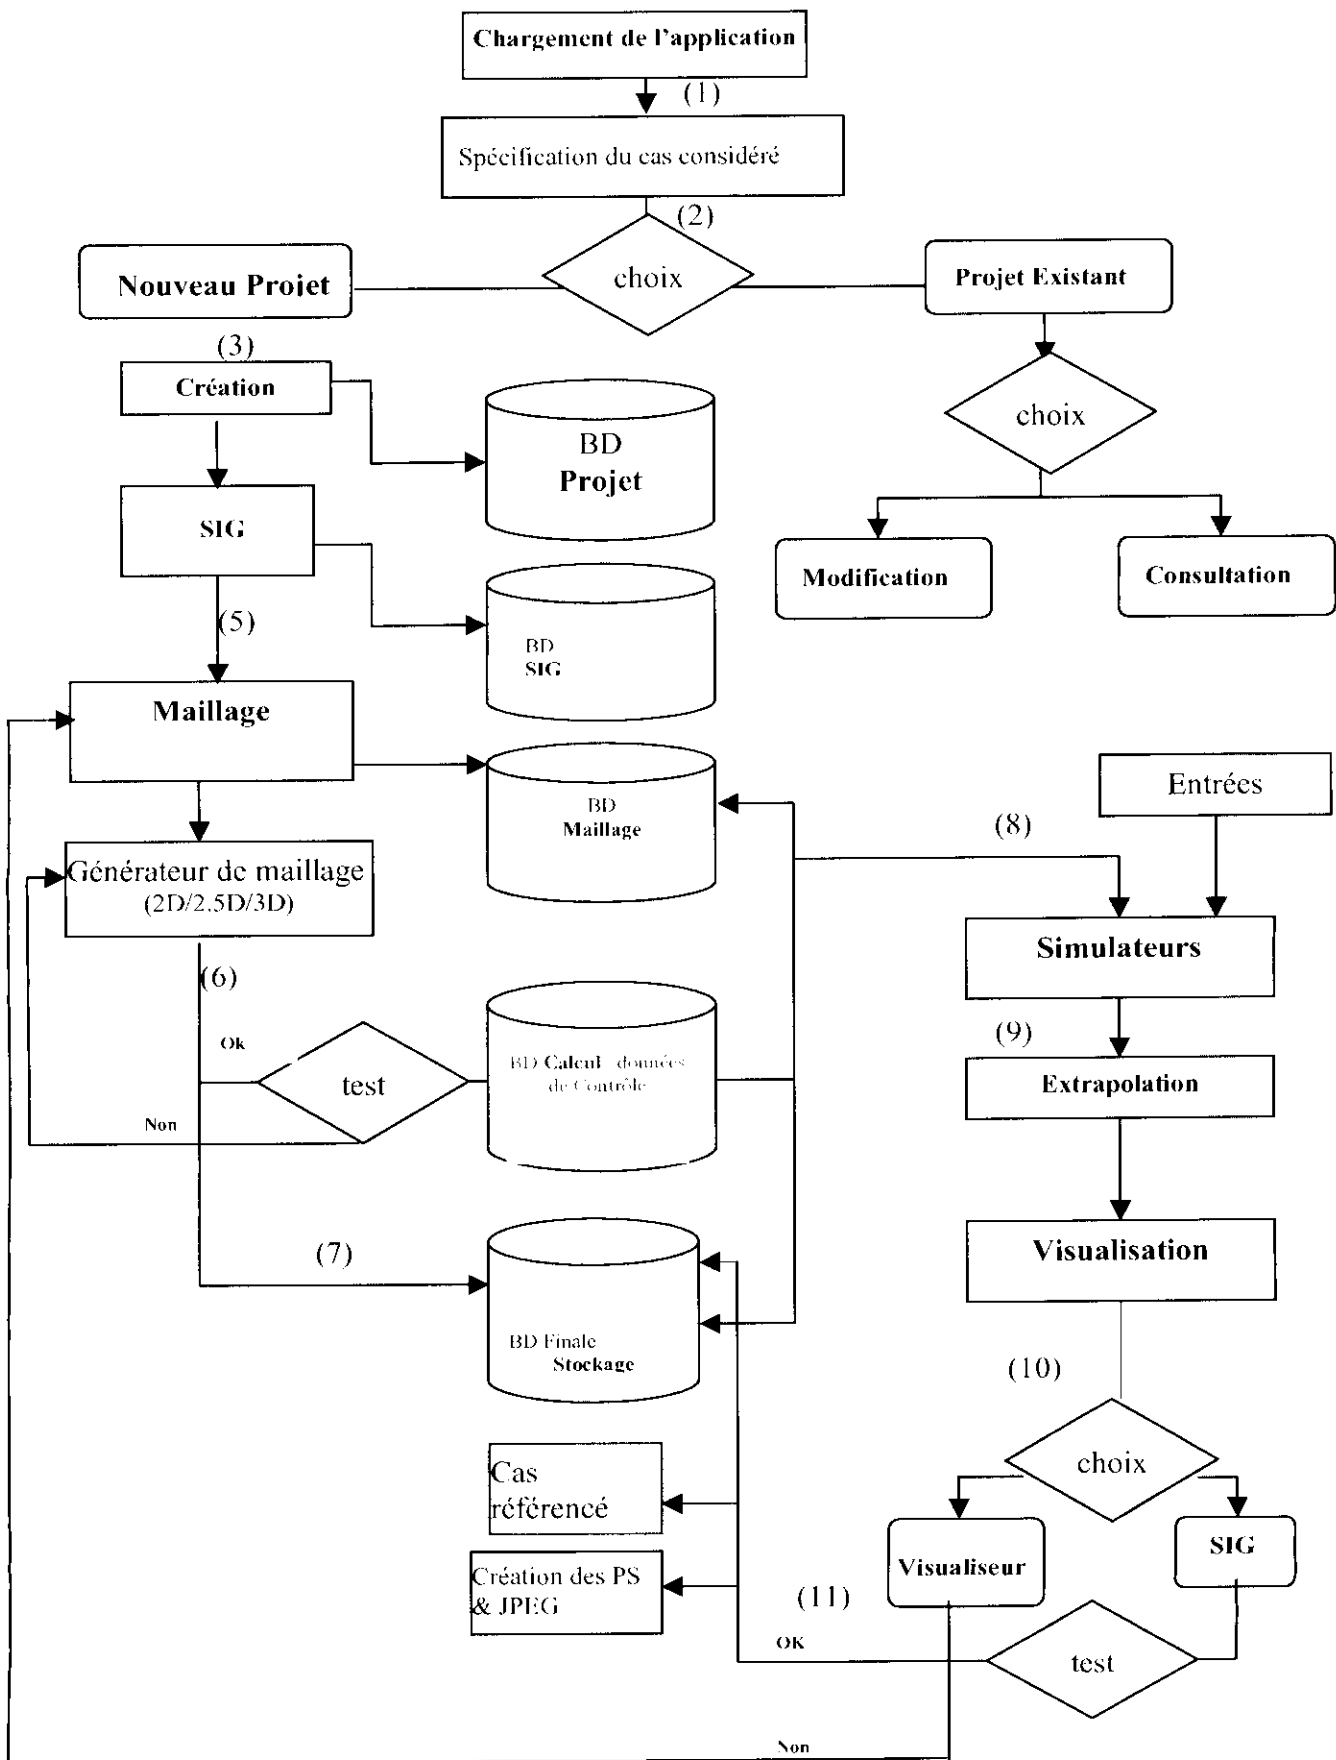 Chargement de l'application
(1)
Spécification du cas considéré
(2)
choix
Nouveau Projet
Projet Existant
(3)
Création
choix
BD
Projet
SIG
Modification
Consultation
(5)
BD
SIG
Maillage
BD
Maillage
Entrées
(8)
Générateur de maillage
(2D/2.5D/3D)
Simulateurs
(6)
(9)
Ok
test
BD Calcul données
de Contrôle
Extrapolation
Non
(7)
Visualisation
BD Finale
Stockage
(10)
choix
Cas
référencé
Visualiseur
SIG
Création des PS
& JPEG
(11)
OK
test
Non